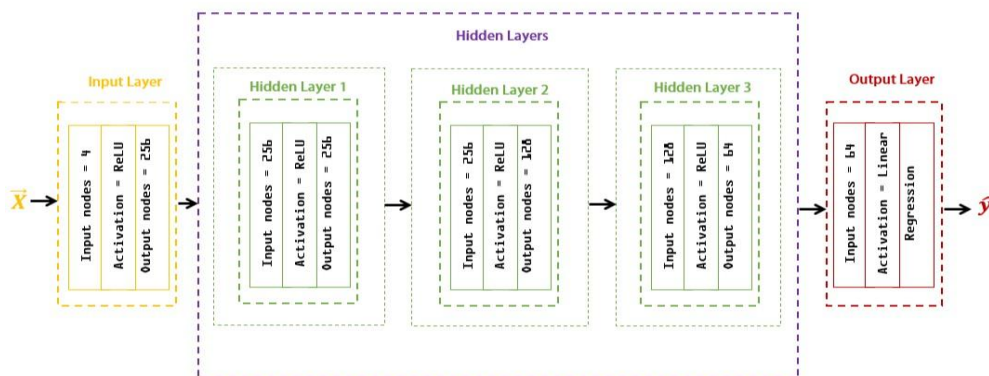 Hidden Layers
Input Layer
Hidden Layer 1
Hidden Layer 2
Hidden Layer 3
Output Layer
X
Input nodes = 4
Activation = ReLU
Output nodes = 256
Input nodes = 256
Activation = ReLU
Output nodes = 256
Input nodes = 256
Activation = ReLU
Output nodes = 128
Input nodes = 128
Activation = ReLU
Output nodes = 64
Input nodes = 64
Activation = Linear
Regression
ŷ